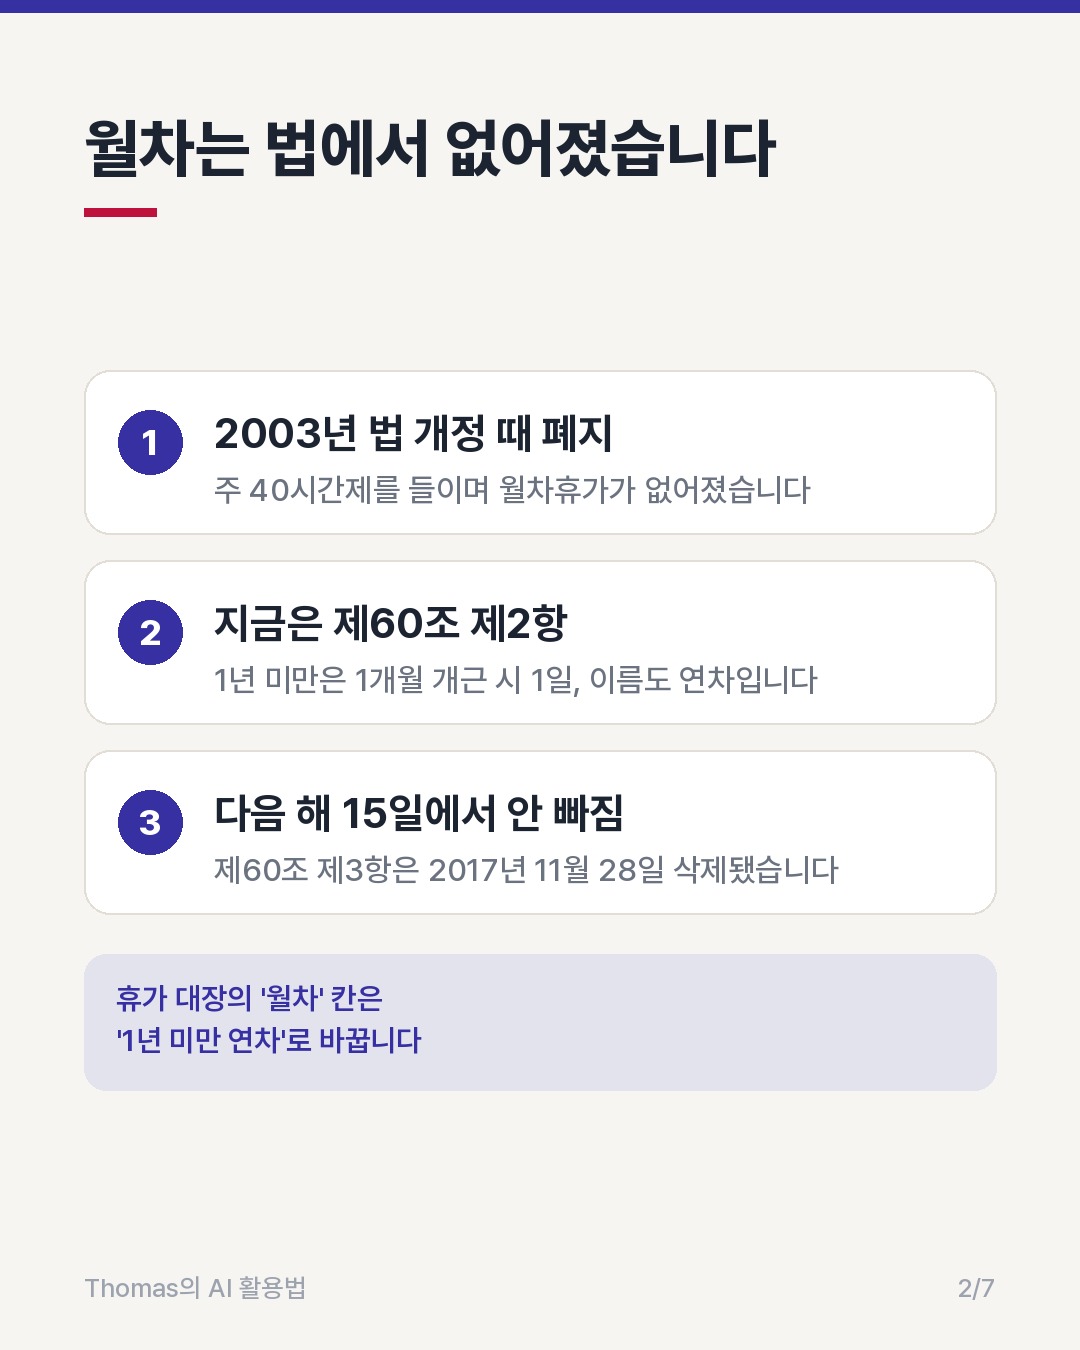 월차는 법에서 없어졌습니다
1
2003년 법 개정 때 폐지
주 40시간제를 들이며 월차휴가가 없어졌습니다
2
지금은 제60조 제2항
1년 미만은 1개월 개근 시 1일, 이름도 연차입니다
3
다음 해 15일에서 안 빠짐
제60조 제3항은 2017년 11월 28일 삭제됐습니다
휴가 대장의 '월차' 칸은
'1년 미만 연차'로 바꿉니다
Thomas의 AI 활용법
2/7